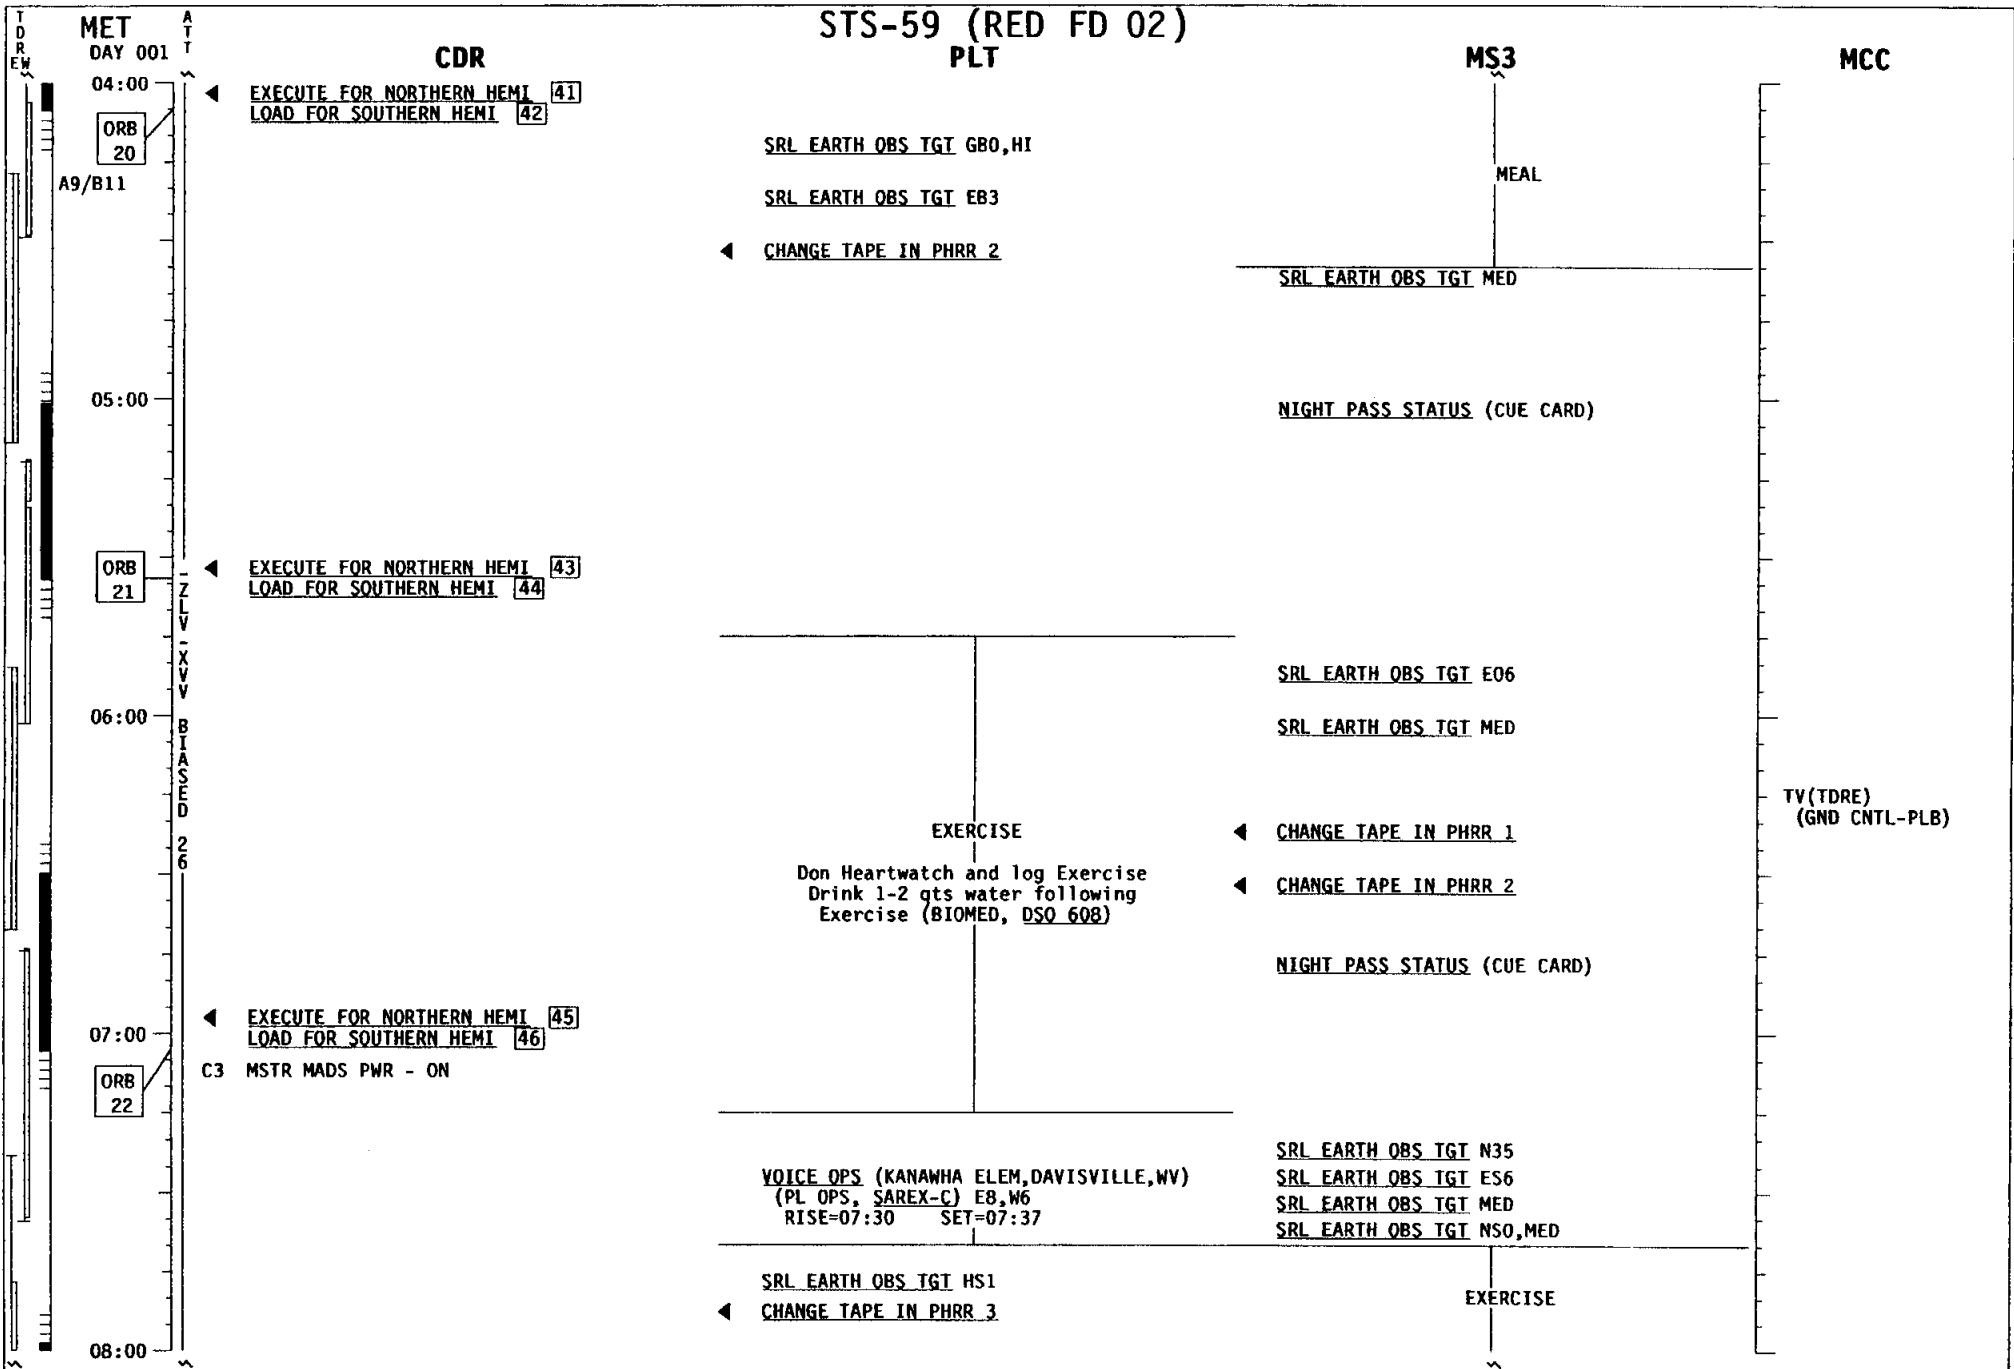 STS-59 (RED FD 02)
TDRE W
MET
DAY 001
ATT
CDR
PLT
MS3
MCC
04:00
EXECUTE FOR NORTHERN HEMI 41
LOAD FOR SOUTHERN HEMI 42
ORB
20
A9/B11
SRL EARTH OBS TGT GBO,HI
SRL EARTH OBS TGT EB3
CHANGE TAPE IN PHRR 2
MEAL
SRL EARTH OBS TGT MED
05:00
NIGHT PASS STATUS (CUE CARD)
ORB
21
EXECUTE FOR NORTHERN HEMI 43
LOAD FOR SOUTHERN HEMI 44
-ZLV -XVV BIASED 26
SRL EARTH OBS TGT E06
06:00
SRL EARTH OBS TGT MED
TV(TDRE)
(GND CNTL-PLB)
EXERCISE
CHANGE TAPE IN PHRR 1
Don Heartwatch and log Exercise
Drink 1-2 qts water following
Exercise (BIOMED, DSO 608)
CHANGE TAPE IN PHRR 2
NIGHT PASS STATUS (CUE CARD)
EXECUTE FOR NORTHERN HEMI 45
07:00
LOAD FOR SOUTHERN HEMI 46
C3 MSTR MADS PWR - ON
ORB
22
VOICE OPS (KANAWHA ELEM,DAVISVILLE,WV)
(PL OPS, SAREX-C) E8,W6
RISE=07:30 SET=07:37
SRL EARTH OBS TGT N35
SRL EARTH OBS TGT ES6
SRL EARTH OBS TGT MED
SRL EARTH OBS TGT NSO,MED
SRL EARTH OBS TGT HS1
CHANGE TAPE IN PHRR 3
EXERCISE
08:00